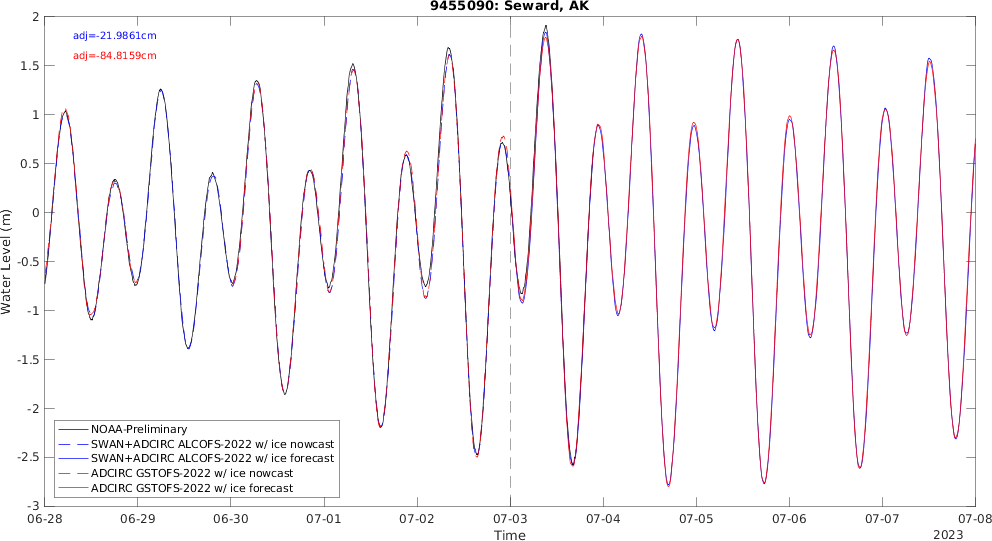 9455090: Seward, AK
adj=-21.9861cm
adj=-84.8159cm
2
1.5
1
0.5
0
-0.5
-1
-1.5
-2
-2.5
-3
Water Level (m)
NOAA-Preliminary
SWAN+ADCIRC ALCOFS-2022 w/ ice nowcast
SWAN+ADCIRC ALCOFS-2022 w/ ice forecast
ADCIRC GSTOFS-2022 w/ ice nowcast
ADCIRC GSTOFS-2022 w/ ice forecast
06-28 06-29 06-30 07-01 07-02 07-03 07-04 07-05 07-06 07-07 07-08
Time
2023